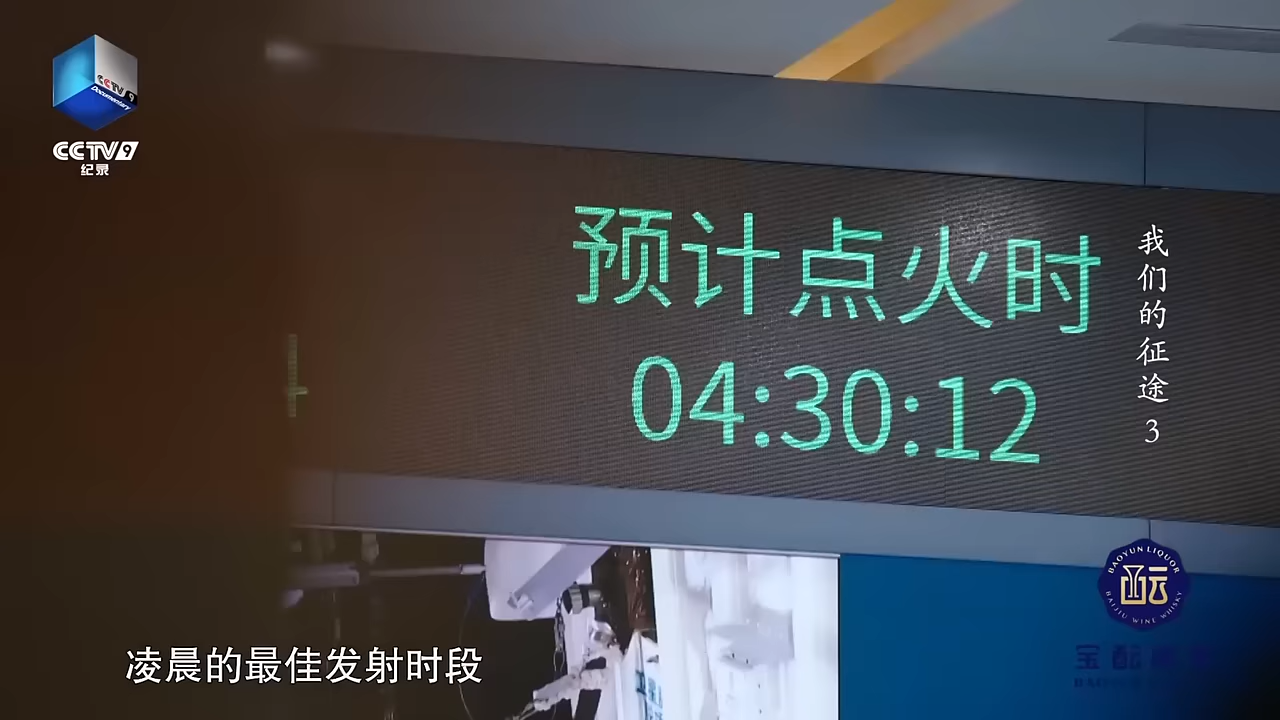 CCTV 9
Documentary
CCTV9
纪录
预计点火时
04:30:12
我们的征途3
BAOYUN LIQUOR
酝
BAIJIU WINE WHISKY
凌晨的最佳发射时段